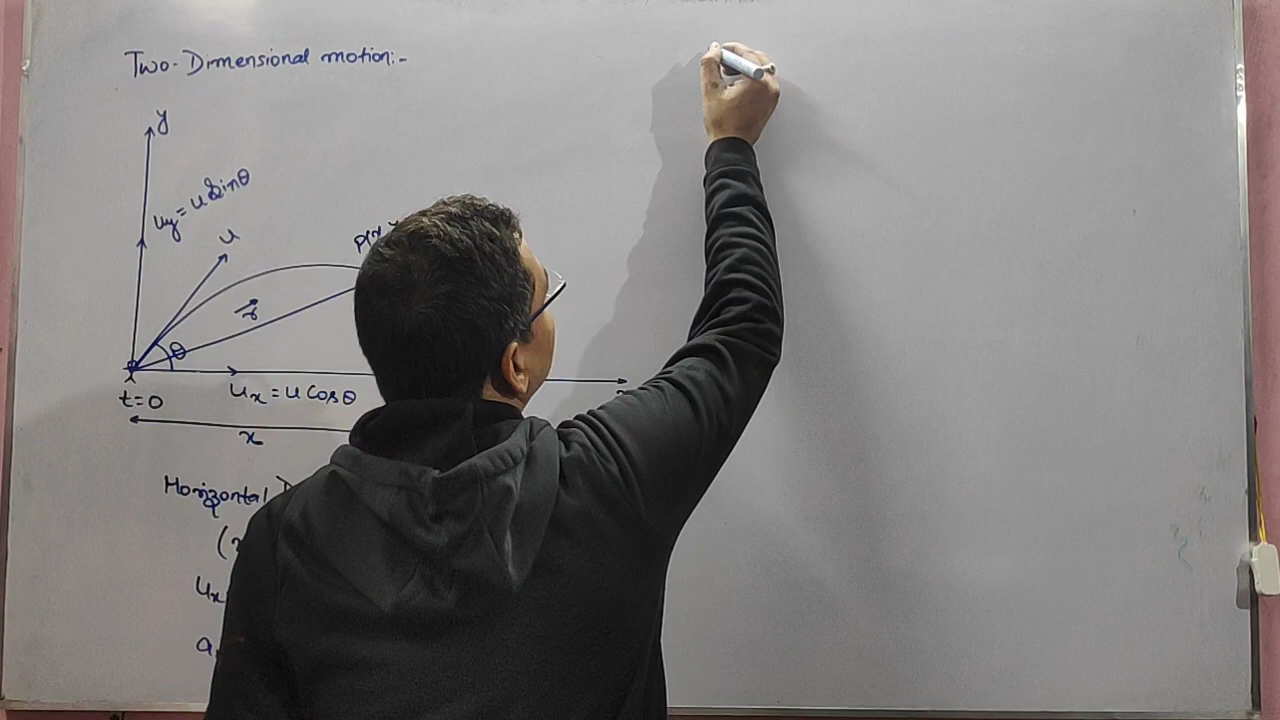 Two-Dimensional motion:-
y
uy = u Sinθ
u
P(x
r
θ
ux = u Cosθ
t=0
x
Horizontal
(
ux
a